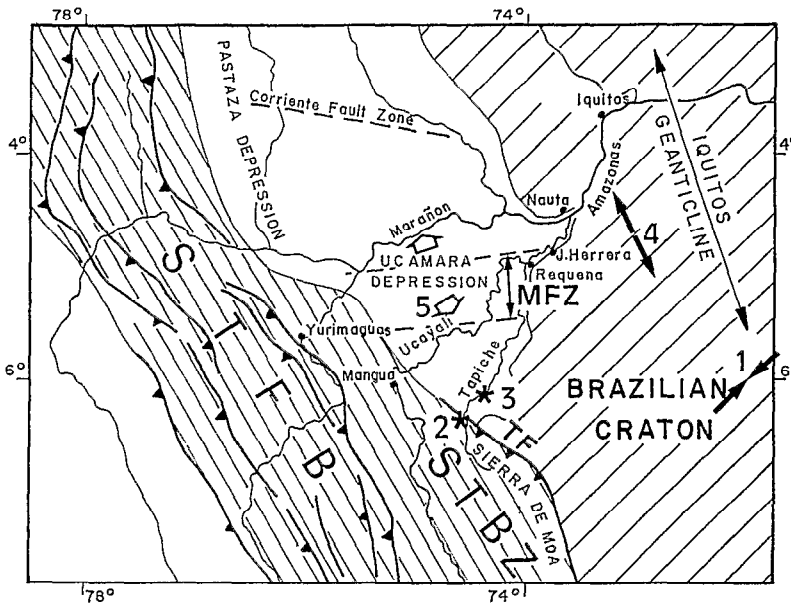 78°
74°
PASTAZA DEPRESSION
Corriente Fault Zone
Iquitos
IQUITOS
GEANTICLINE
4°
4°
Nauta
Amazonas
Marañon
4
UCAMARA
DEPRESSION
J. Herrera
Requena
MFZ
5
Yurimaguas
Ucayali
Mangua
Tapiche
6°
6°
1
BRAZILIAN
CRATON
3
2
TF
SIERRA DE MOA
STFB
STBZ
78°
74°